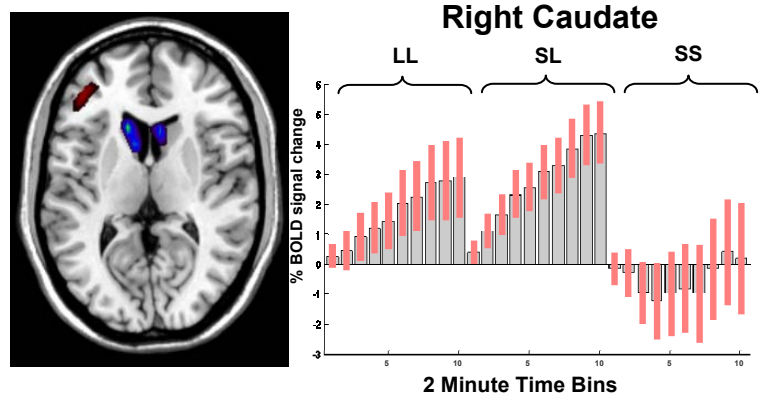 Right Caudate
LL SL SS
% BOLD signal change
6
5
4
3
2
1
0
-1
-2
-3
5 10 5 10 5 10
2 Minute Time Bins